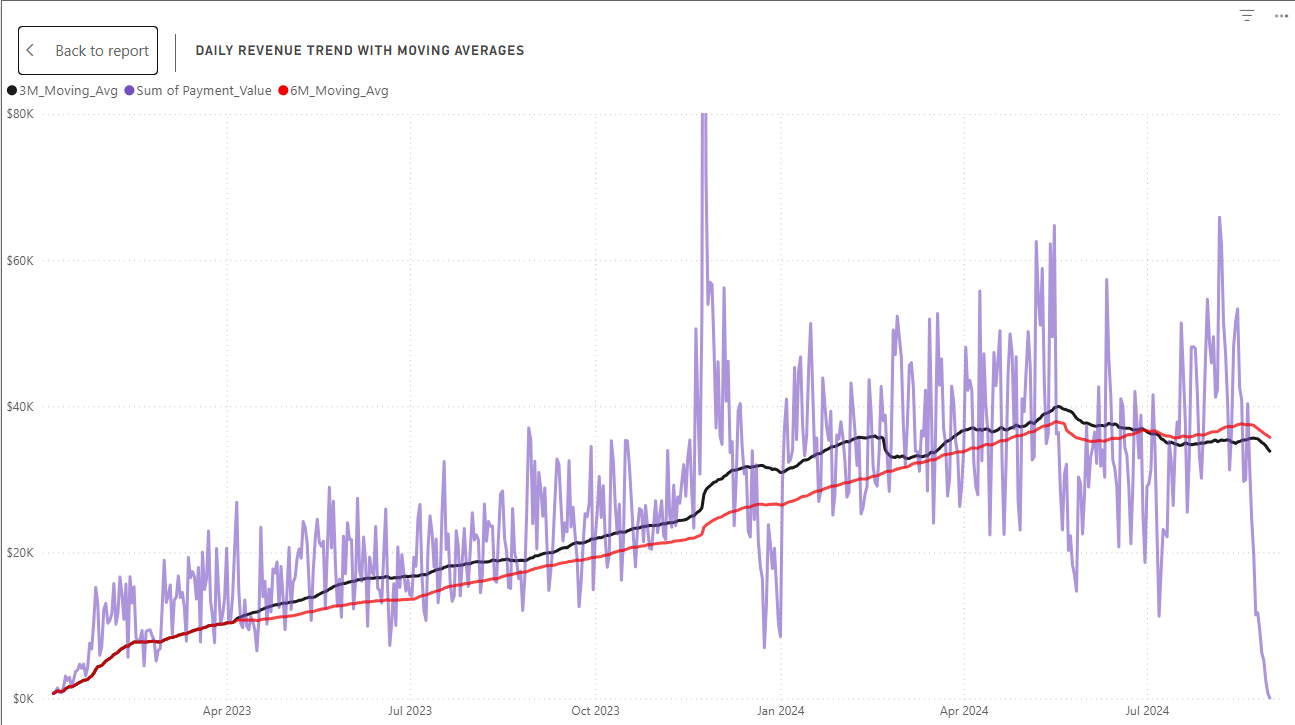 Back to report
DAILY REVENUE TREND WITH MOVING AVERAGES
3M_Moving_Avg Sum of Payment_Value 6M_Moving_Avg
$80K
$60K
$40K
$20K
$0K
Apr 2023 Jul 2023 Oct 2023 Jan 2024 Apr 2024 Jul 2024